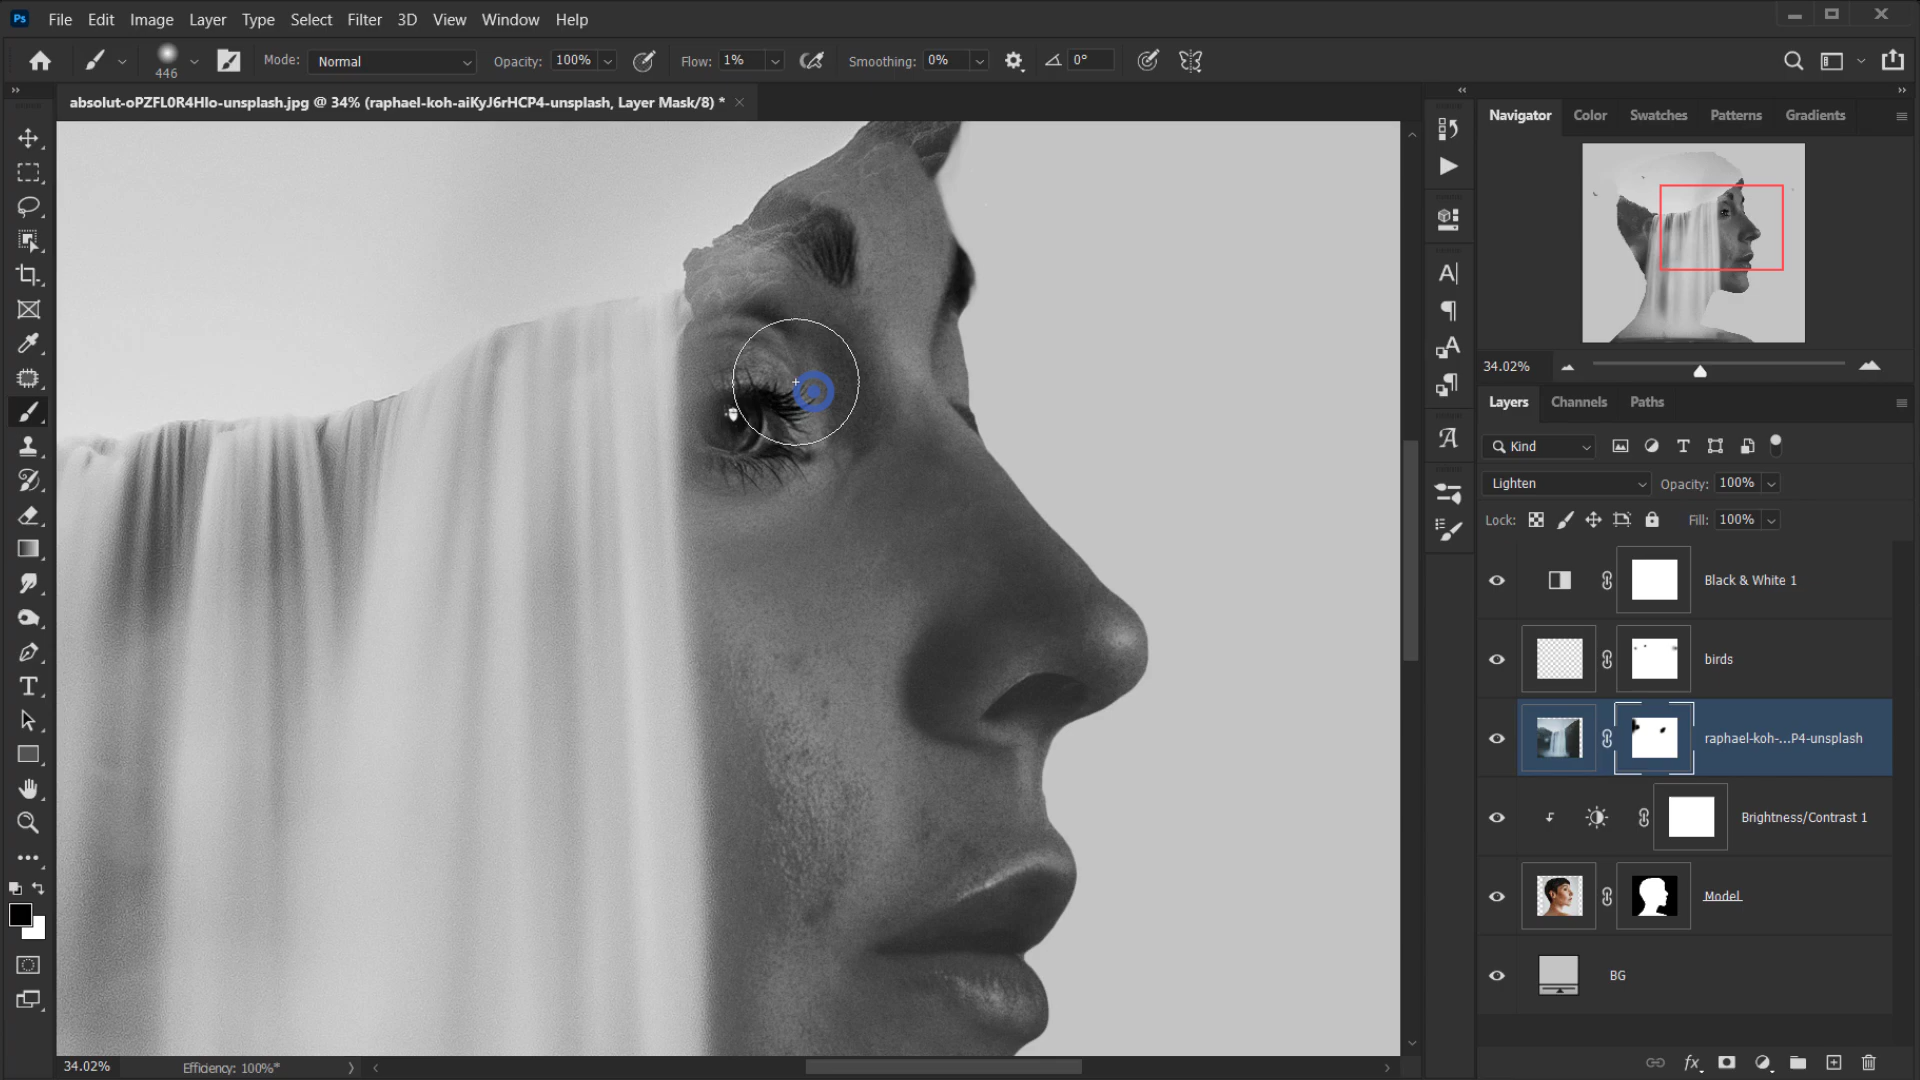 Ps File Edit Image Layer Type Select Filter 3D View Window Help
446 Mode: Normal Opacity: 100% Flow: 1% Smoothing: 0% 0°
absolut-oPZFL0R4HIo-unsplash.jpg @ 34% (raphael-koh-aiKyJ6rHCP4-unsplash, Layer Mask/8) *
Navigator Color Swatches Patterns Gradients
34.02%
Layers Channels Paths
Kind
Lighten Opacity: 100%
Lock: Fill: 100%
Black & White 1
birds
raphael-koh-...P4-unsplash
Brightness/Contrast 1
Model
BG
34.02% Efficiency: 100%*
fx